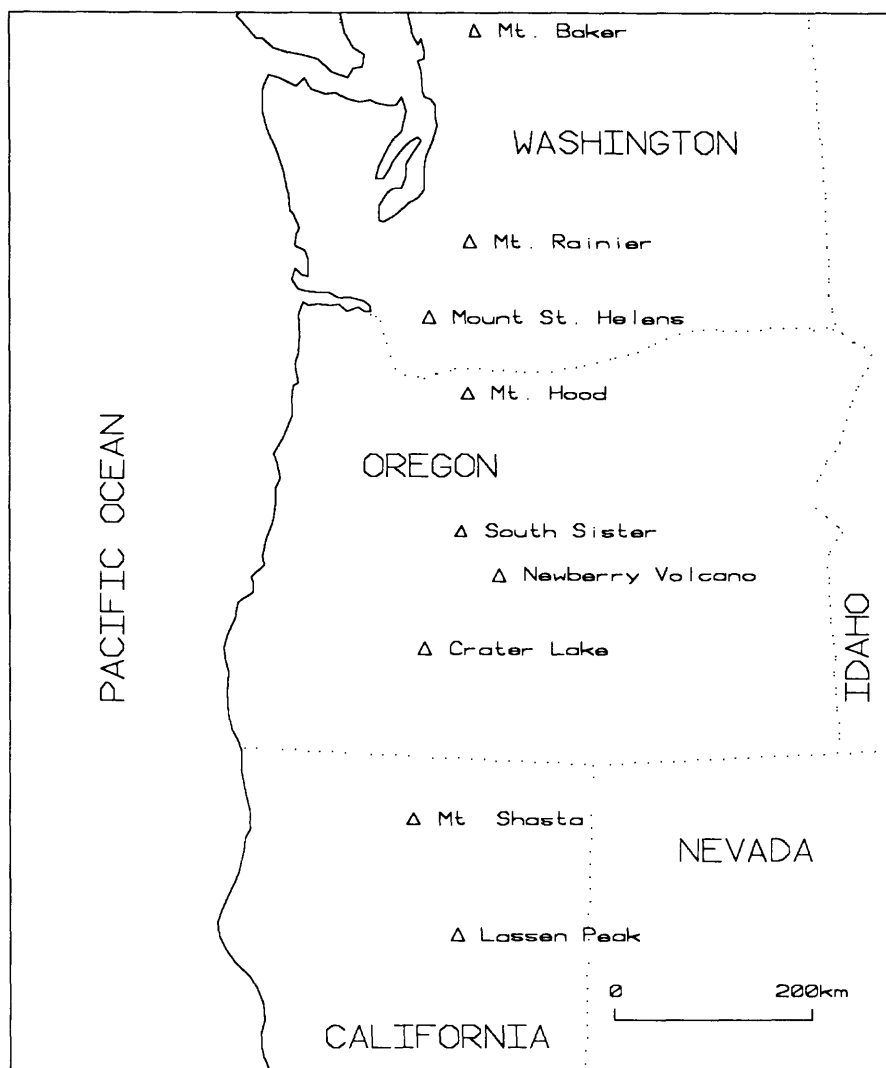 Mt. Baker
WASHINGTON
Mt. Rainier
Mount St. Helens
Mt. Hood
PACIFIC OCEAN
OREGON
South Sister
Newberry Volcano
IDAHO
Crater Lake
Mt Shasta
NEVADA
Lassen Peak
0 200km
CALIFORNIA